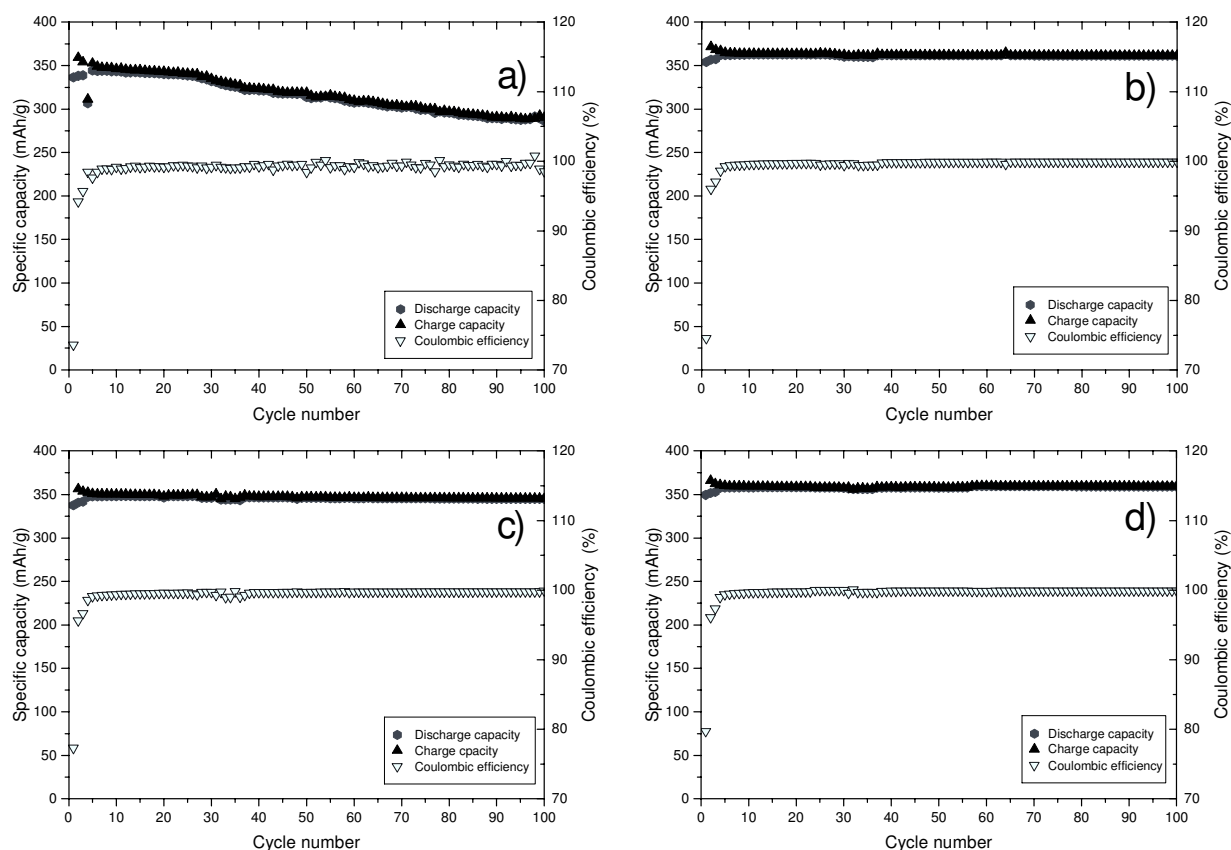 400
350
300
250
200
150
100
50
0
Specific capacity (mAh/g)
0 10 20 30 40 50 60 70 80 90 100
Cycle number
120
110
100
90
80
70
Coulombic efficiency (%)
a)
Discharge capacity
Charge capacity
Coulombic efficiency
400
350
300
250
200
150
100
50
0
Specific capacity (mAh/g)
0 10 20 30 40 50 60 70 80 90 100
Cycle number
120
110
100
90
80
70
Coulombic efficiency (%)
b)
Discharge capacity
Charge capacity
Coulombic efficiency
400
350
300
250
200
150
100
50
0
Specific capacity (mAh/g)
0 10 20 30 40 50 60 70 80 90 100
Cycle number
120
110
100
90
80
70
Coulombic efficiency (%)
c)
Discharge capacity
Charge cpacity
Coulombic efficiency
400
350
300
250
200
150
100
50
0
Specific capacity (mAh/g)
0 10 20 30 40 50 60 70 80 90 100
Cycle number
120
110
100
90
80
70
Coulombic efficiency (%)
d)
Discharge capacity
Charge capacity
Coulombic efficiency